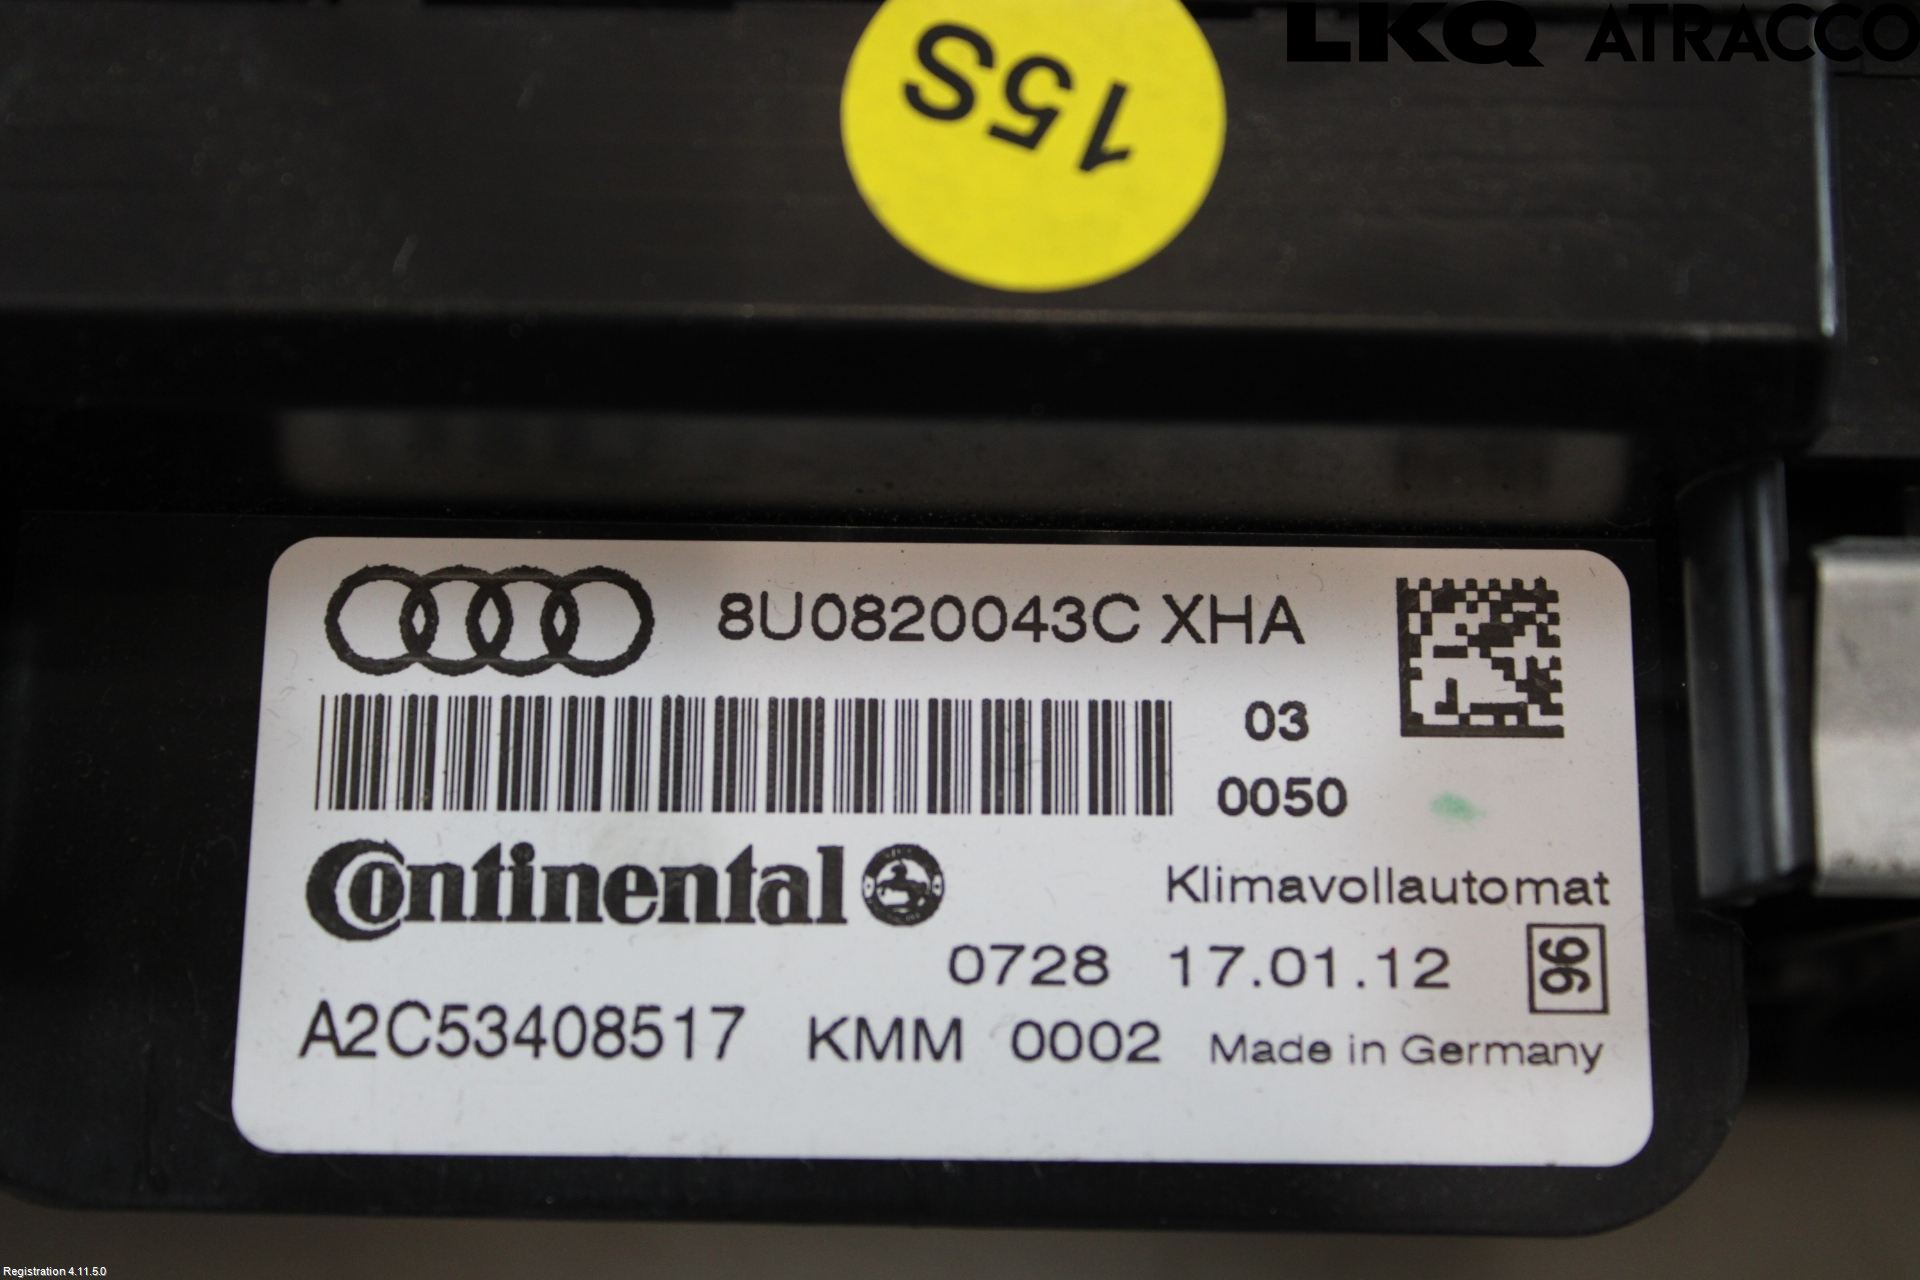 LKQ ATRACCO
15S
8U0820043C XHA
03
0050
Continental
Klimavollautomat
0728 17.01.12 96
A2C53408517 KMM 0002 Made in Germany
Registration 4.11.5.0